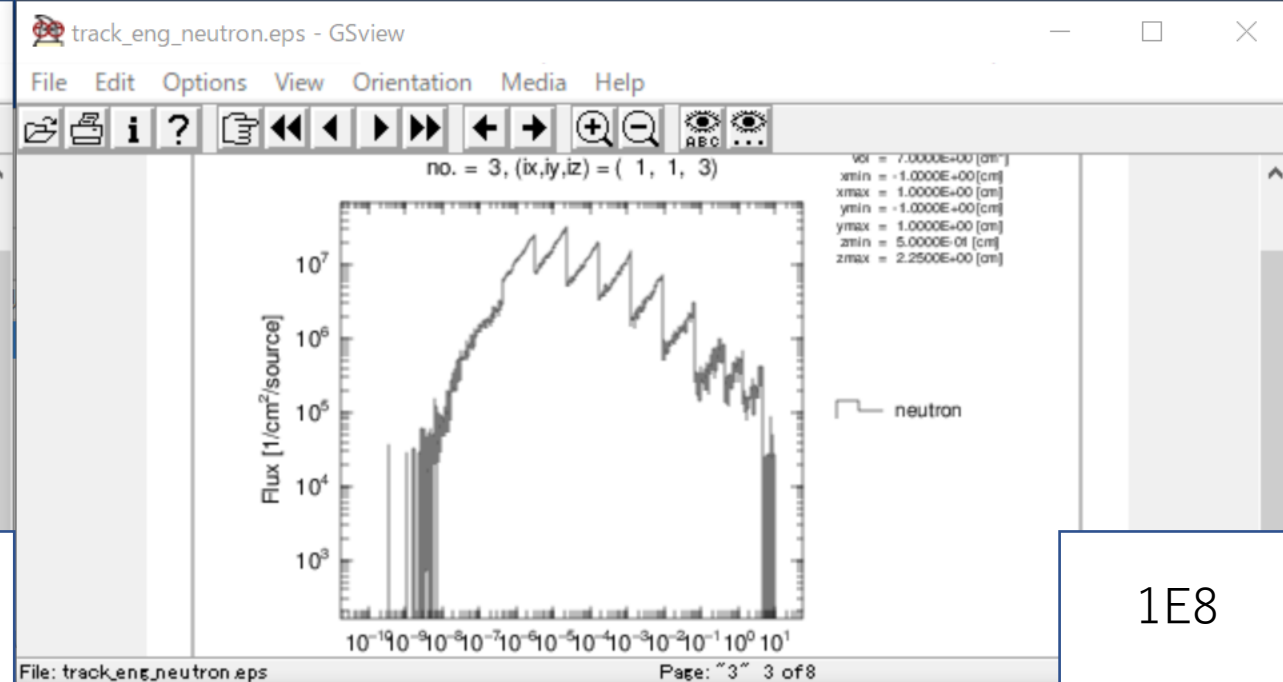 track_eng_neutron.eps - GSview
File Edit Options View Orientation Media Help
ABC
no. = 3, (ix,iy,iz) = ( 1, 1, 3)
vol = 7.0000E+00 [cm³]
xmin = -1.0000E+00 [cm]
xmax = 1.0000E+00 [cm]
ymin = -1.0000E+00 [cm]
ymax = 1.0000E+00 [cm]
zmin = 5.0000E-01 [cm]
zmax = 2.2500E+00 [cm]
Flux [1/cm²/source]
10⁷
10⁶
10⁵
10⁴
10³
neutron
10⁻¹⁰ 10⁻⁹ 10⁻⁸ 10⁻⁷ 10⁻⁶ 10⁻⁵ 10⁻⁴ 10⁻³ 10⁻² 10⁻¹ 10⁰ 10¹
1E8
File: track_eng_neutron.eps Page: "3" 3 of 8